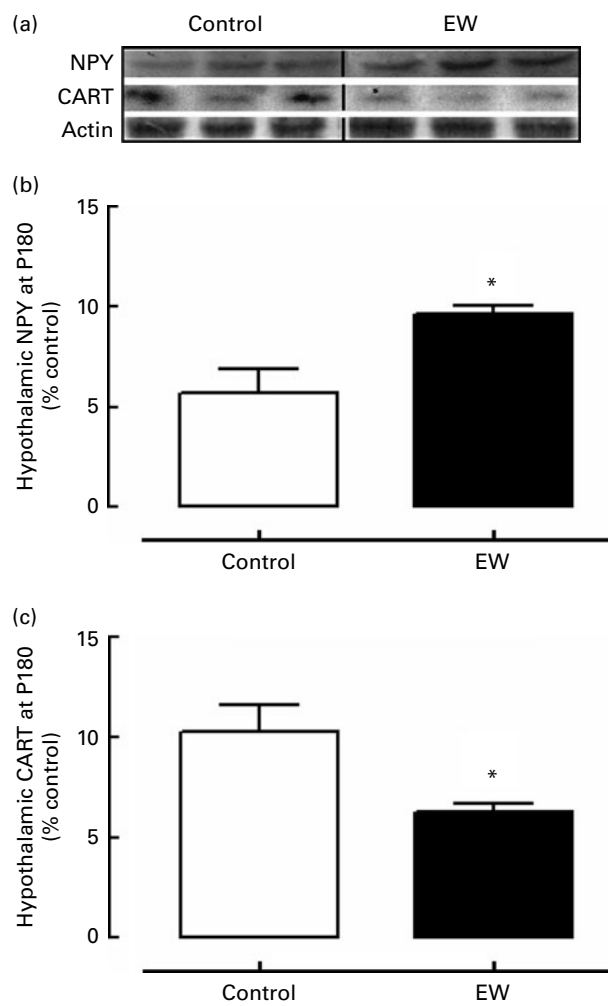 (a)
Control EW
NPY
CART
Actin
(b)
Hypothalamic NPY at P180
(% control)
15
10
5
0
*
Control EW
(c)
Hypothalamic CART at P180
(% control)
15
10
5
0
*
Control EW